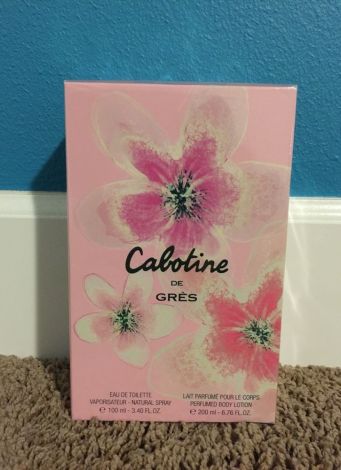 Cabotine
DE
GRÈS
EAU DE TOILETTE
VAPORISATEUR - NATURAL SPRAY
℮ 100 ml - 3.40 FL.OZ.
LAIT PARFUMÉ POUR LE CORPS
PERFUMED BODY LOTION
℮ 200 ml - 6.76 FL.OZ.